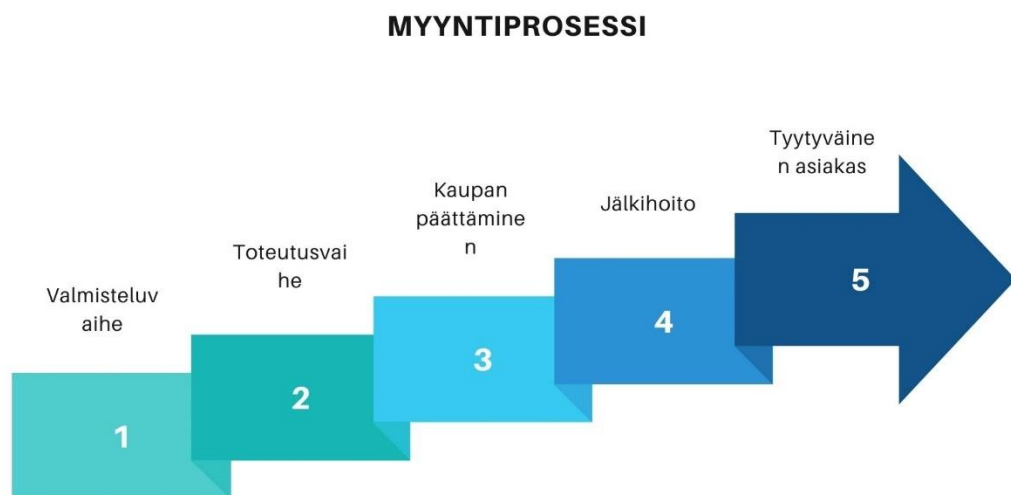 MYYNTIPROSESSI
Valmisteluv
aihe
1
Toteutusvai
he
2
Kaupan
päättämine
n
3
Jälkihoito
4
Tyytyväine
n asiakas
5